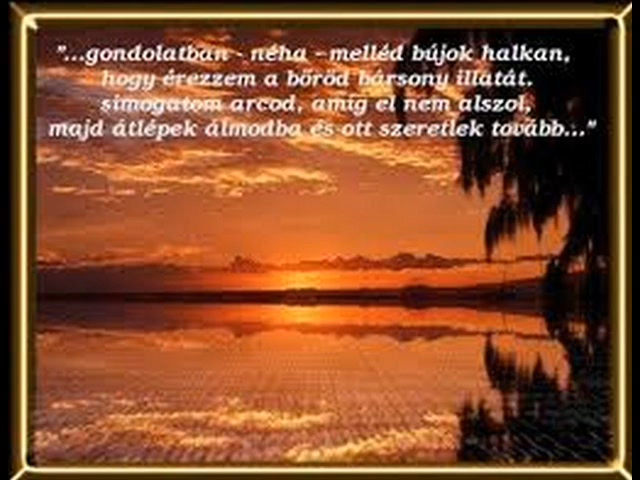 "...gondolatban - néha - melléd bújok halkan,
hogy érezzem a bőröd bársony illatát.
simogatom arcod, amíg el nem alszol,
majd átlépek álmodba és ott szeretlek tovább..."